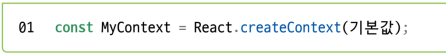 01 const MyContext = React.createContext(기본값);